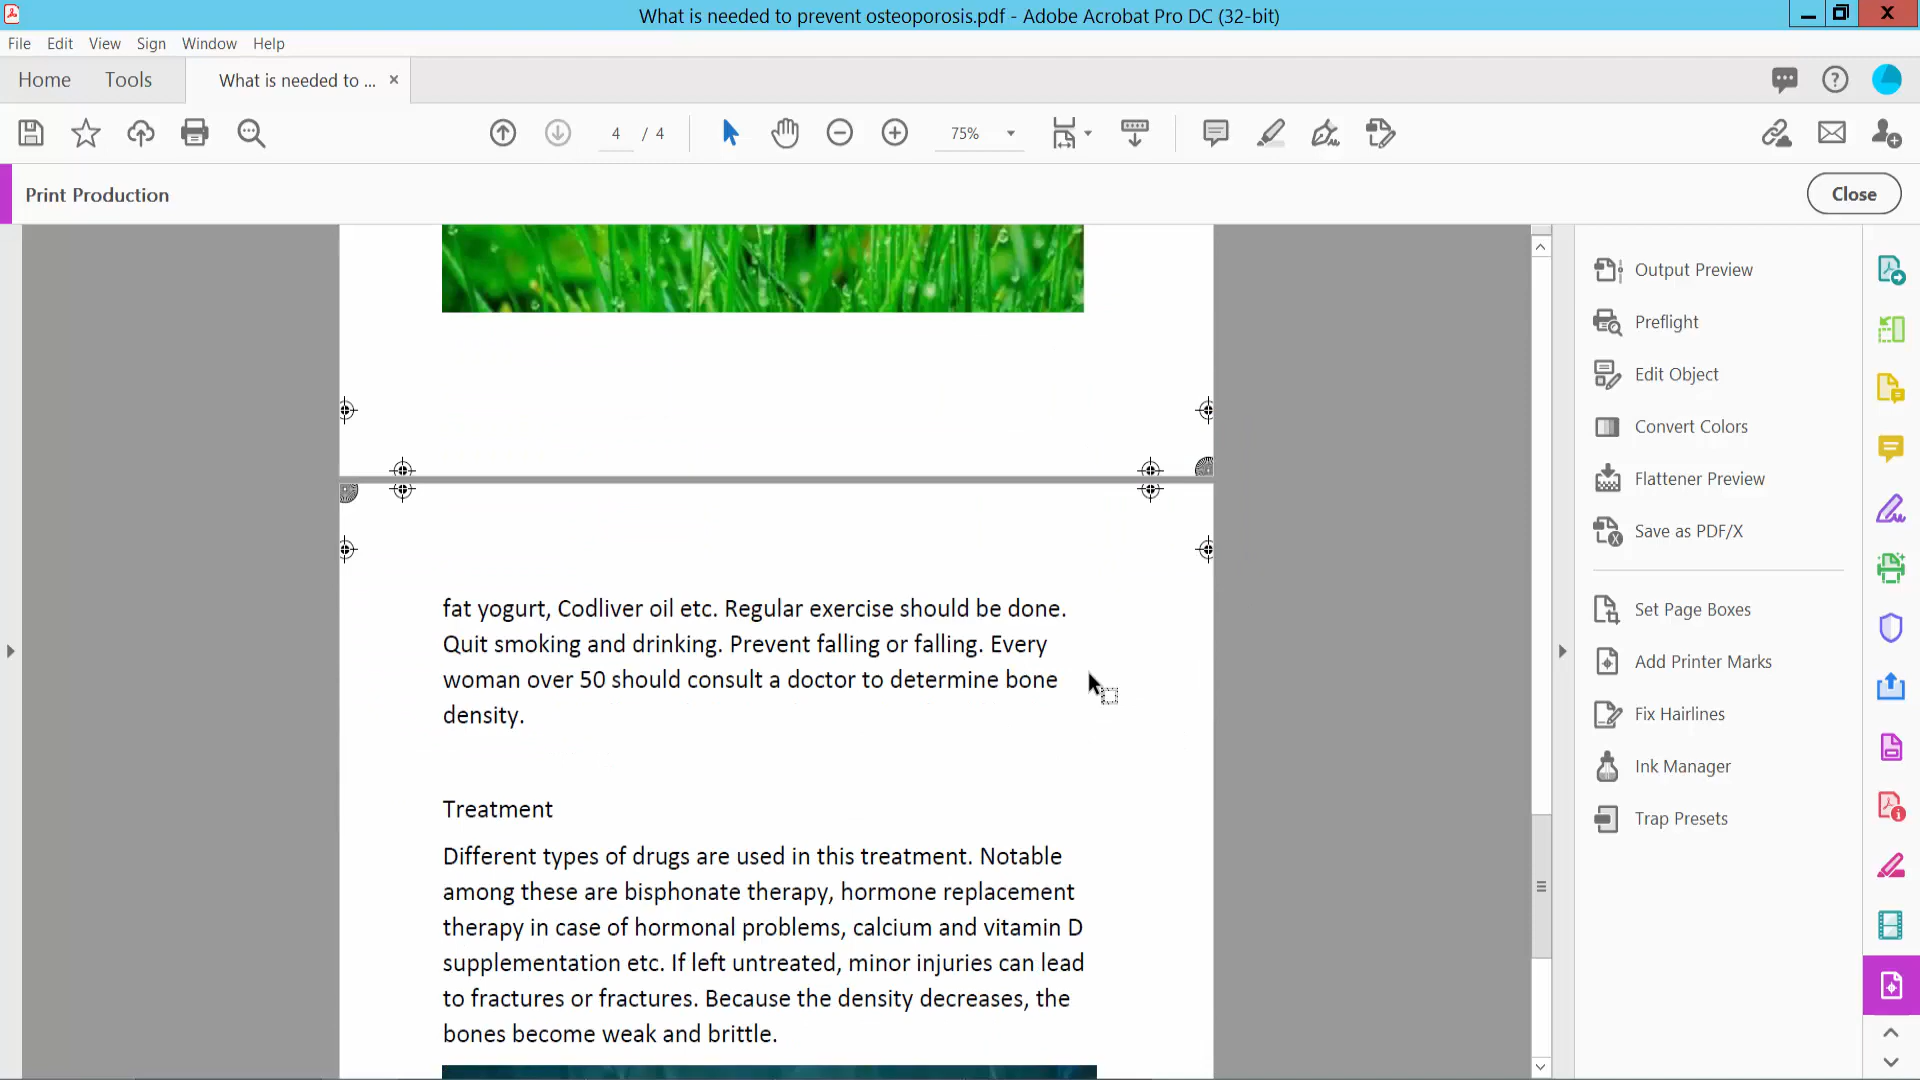 What is needed to prevent osteoporosis.pdf - Adobe Acrobat Pro DC (32-bit)
File Edit View Sign Window Help
Home Tools What is needed to ... ×
4 / 4 75%
Print Production Close
Output Preview
Preflight
Edit Object
Convert Colors
Flattener Preview
Save as PDF/X
Set Page Boxes
Add Printer Marks
Fix Hairlines
Ink Manager
Trap Presets
fat yogurt, Codliver oil etc. Regular exercise should be done.
Quit smoking and drinking. Prevent falling or falling. Every
woman over 50 should consult a doctor to determine bone
density.
Treatment
Different types of drugs are used in this treatment. Notable
among these are bisphonate therapy, hormone replacement
therapy in case of hormonal problems, calcium and vitamin D
supplementation etc. If left untreated, minor injuries can lead
to fractures or fractures. Because the density decreases, the
bones become weak and brittle.